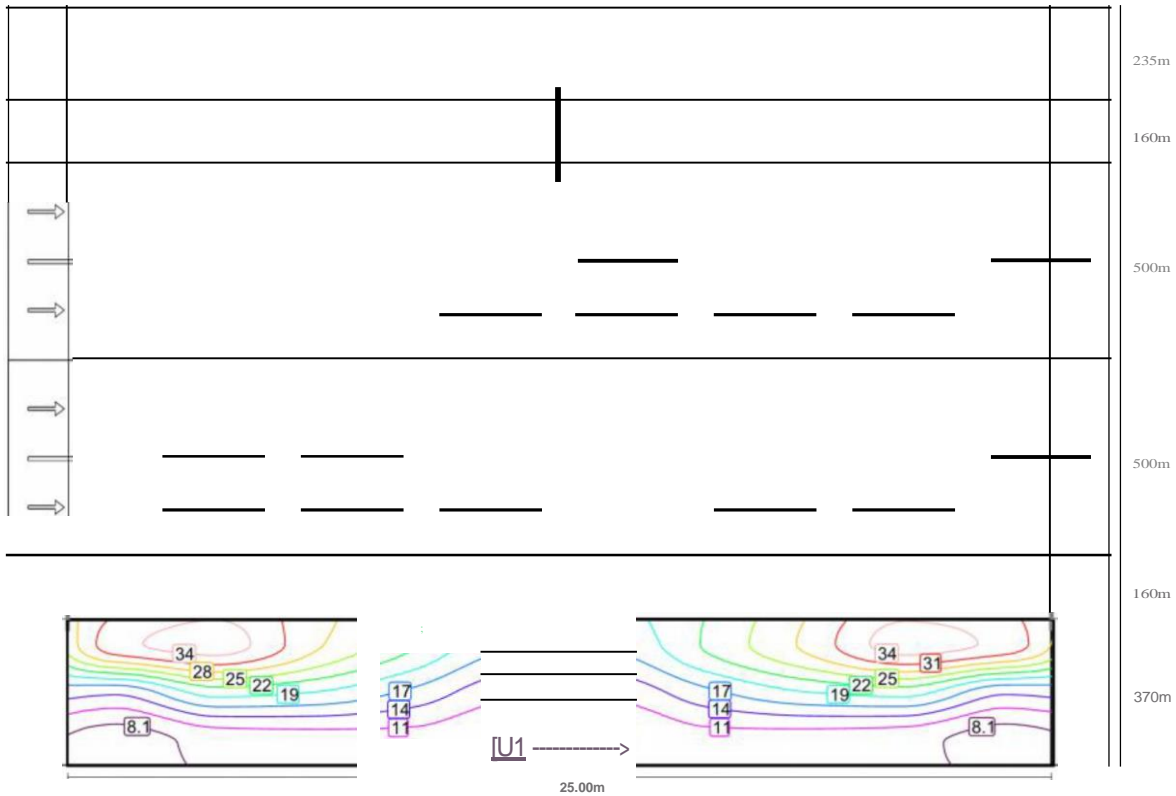 235m
160m
500m
500m
160m
34
28
25
22
19
8.1
17
14
11
34
31
25
22
19
17
14
11
8.1
370m
[U1 ------------->
25.00m